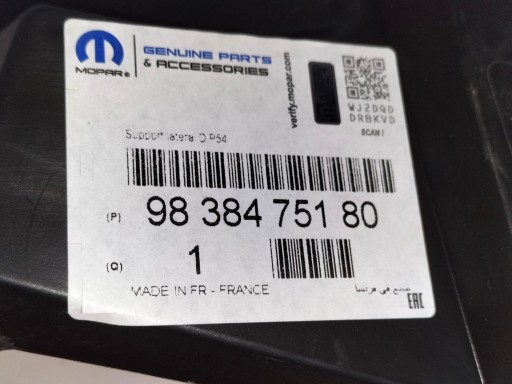 MOPAR®
GENUINE PARTS
& ACCESSORIES
verify.mopar.com
WJ2DQD
DRBKVD
SCAN!
Support latera D P54
(P) 98 384 751 80
(Q) 1
MADE IN FR - FRANCE
صنع في فرنسا
EAC